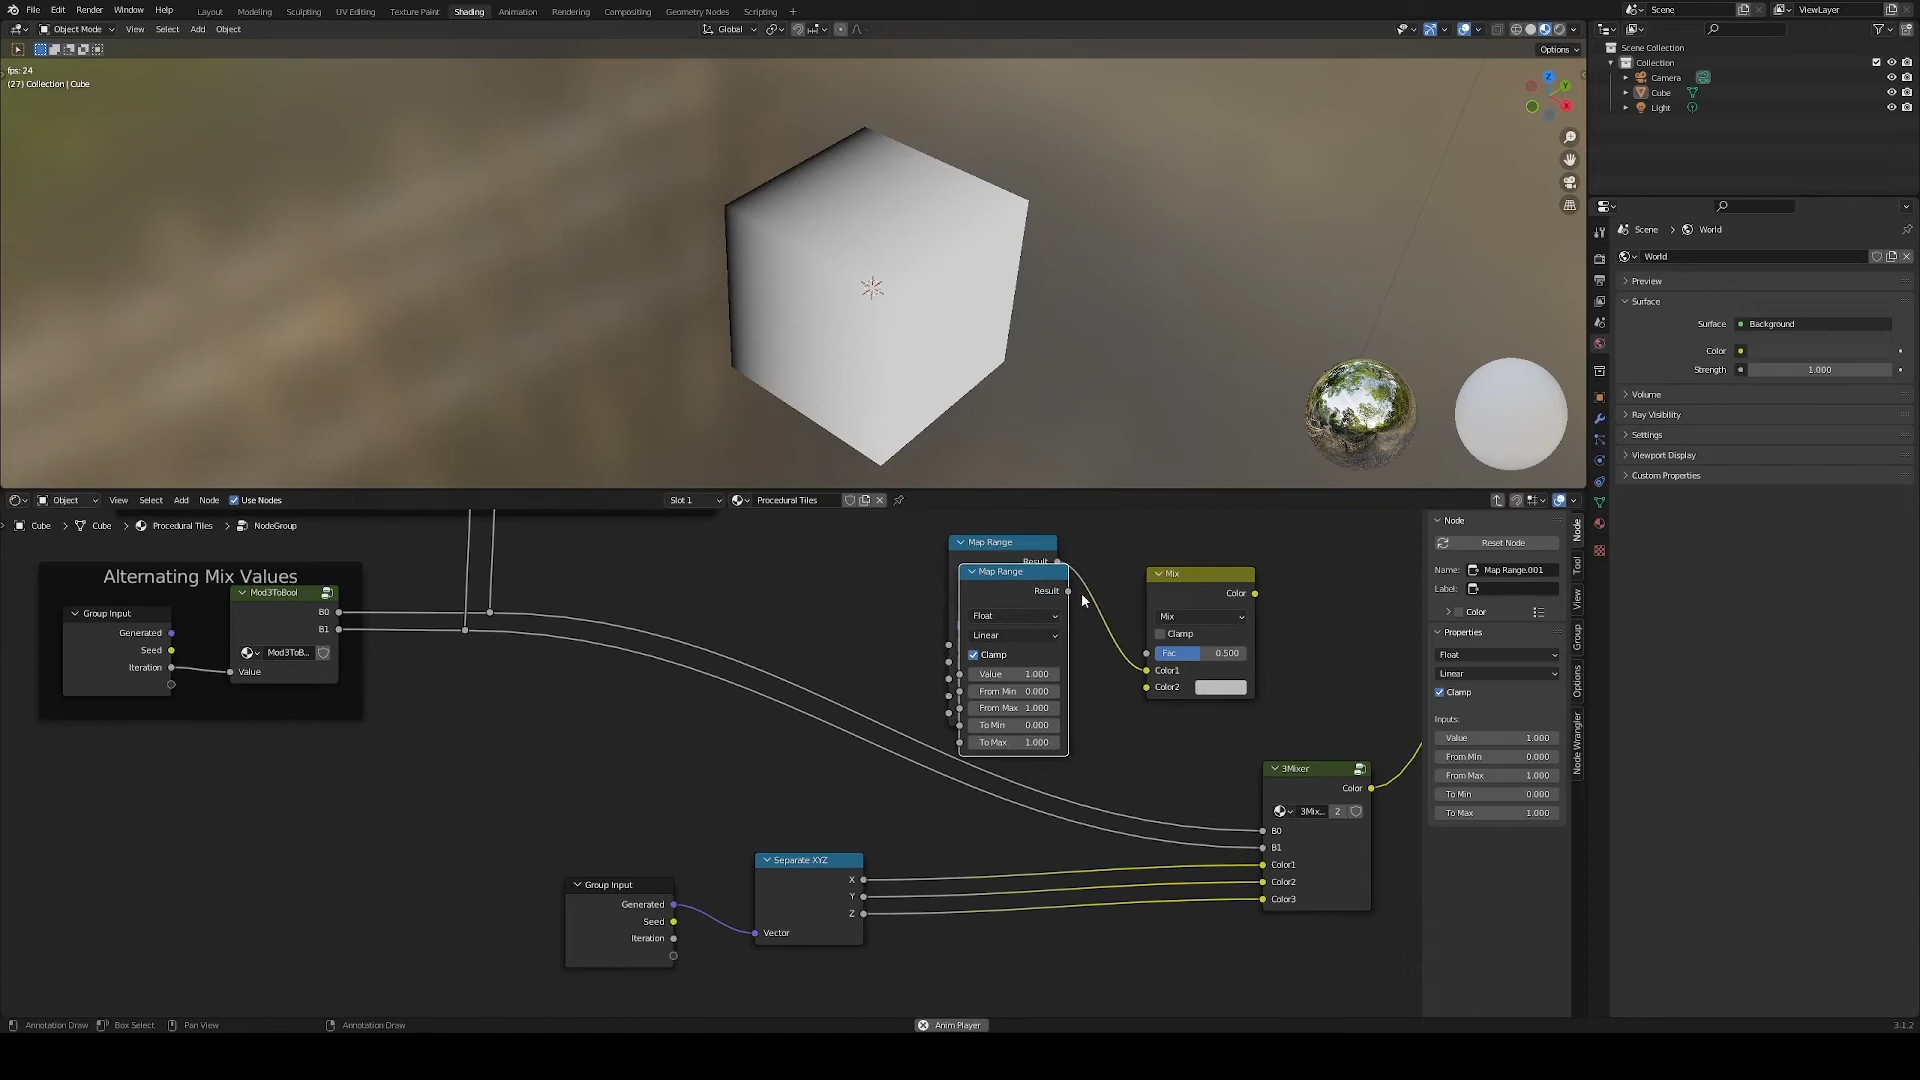 File Edit Render Window Help Layout Modeling Sculpting UV Editing Texture Paint Shading Animation Rendering Compositing Geometry Nodes Scripting + Scene ViewLayer
Object Mode View Select Add Object Global
Options
fps: 24
(27) Collection | Cube
Z
Y
X
Scene Collection
Collection
Camera
Cube
Light
Scene > World
World
Preview
Surface
Surface Background
Color
Strength 1.000
Volume
Ray Visibility
Settings
Viewport Display
Custom Properties
Object View Select Add Node Use Nodes Slot 1 Procedural Tiles
Cube > Cube > Procedural Tiles > NodeGroup
Alternating Mix Values
Group Input
Generated
Seed
Iteration
Mod3ToBool
B0
B1
Mod3ToB...
Value
Map Range
Result
Map Range
Result
Float
Linear
Clamp
Value 1.000
From Min 0.000
From Max 1.000
To Min 0.000
To Max 1.000
Mix
Color
Mix
Clamp
Fac 0.500
Color1
Color2
3Mixer
Color
3Mix... 2
B0
B1
Color1
Color2
Color3
Separate XYZ
X
Y
Z
Vector
Group Input
Generated
Seed
Iteration
Node
Reset Node
Name: Map Range.001
Label:
Color
Properties
Float
Linear
Clamp
Inputs:
Value 1.000
From Min 0.000
From Max 1.000
To Min 0.000
To Max 1.000
Node
Tool
View
Group
Options
Node Wrangler
Annotation Draw Box Select Pan View Annotation Draw Anim Player 3.1.2